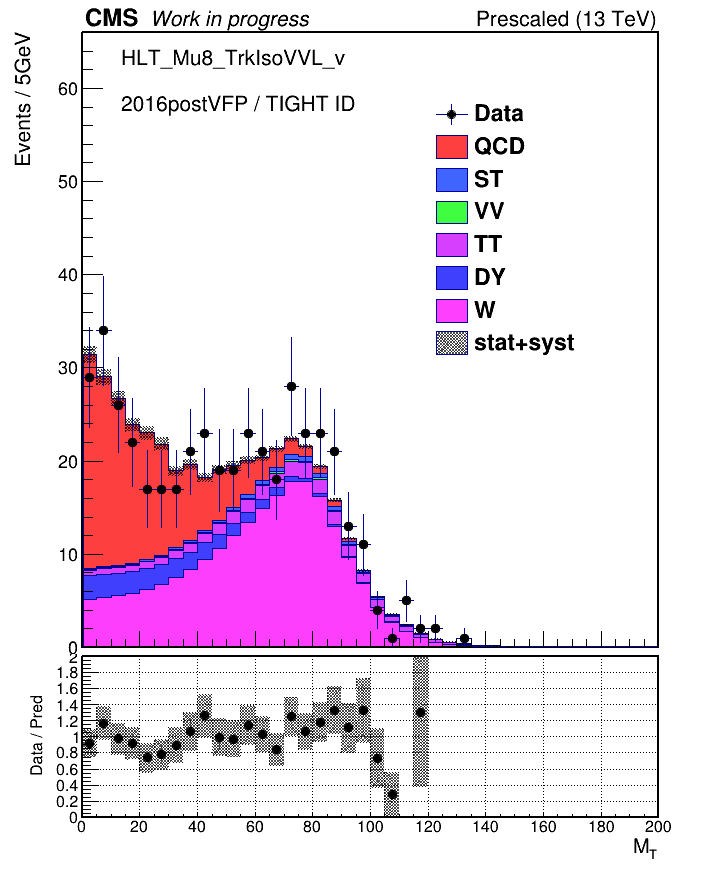 CMS Work in progress Prescaled (13 TeV)
HLT_Mu8_TrkIsoVVL_v
2016postVFP / TIGHT ID
Events / 5GeV
60
50
40
30
20
10
0
Data
QCD
ST
VV
TT
DY
W
stat+syst
Data / Pred
2
1.8
1.6
1.4
1.2
1
0.8
0.6
0.4
0.2
0
0 20 40 60 80 100 120 140 160 180 200
M_T